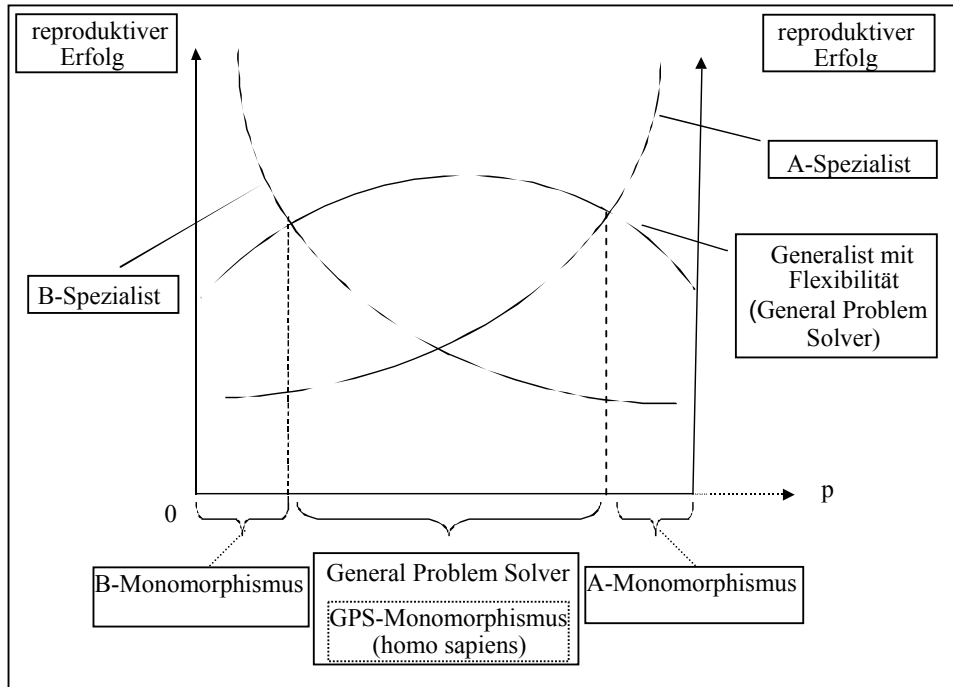 reproduktiver
Erfolg
reproduktiver
Erfolg
A-Spezialist
B-Spezialist
Generalist mit
Flexibilität
(General Problem
Solver)
0
p
B-Monomorphismus
General Problem Solver
GPS-Monomorphismus
(homo sapiens)
A-Monomorphismus